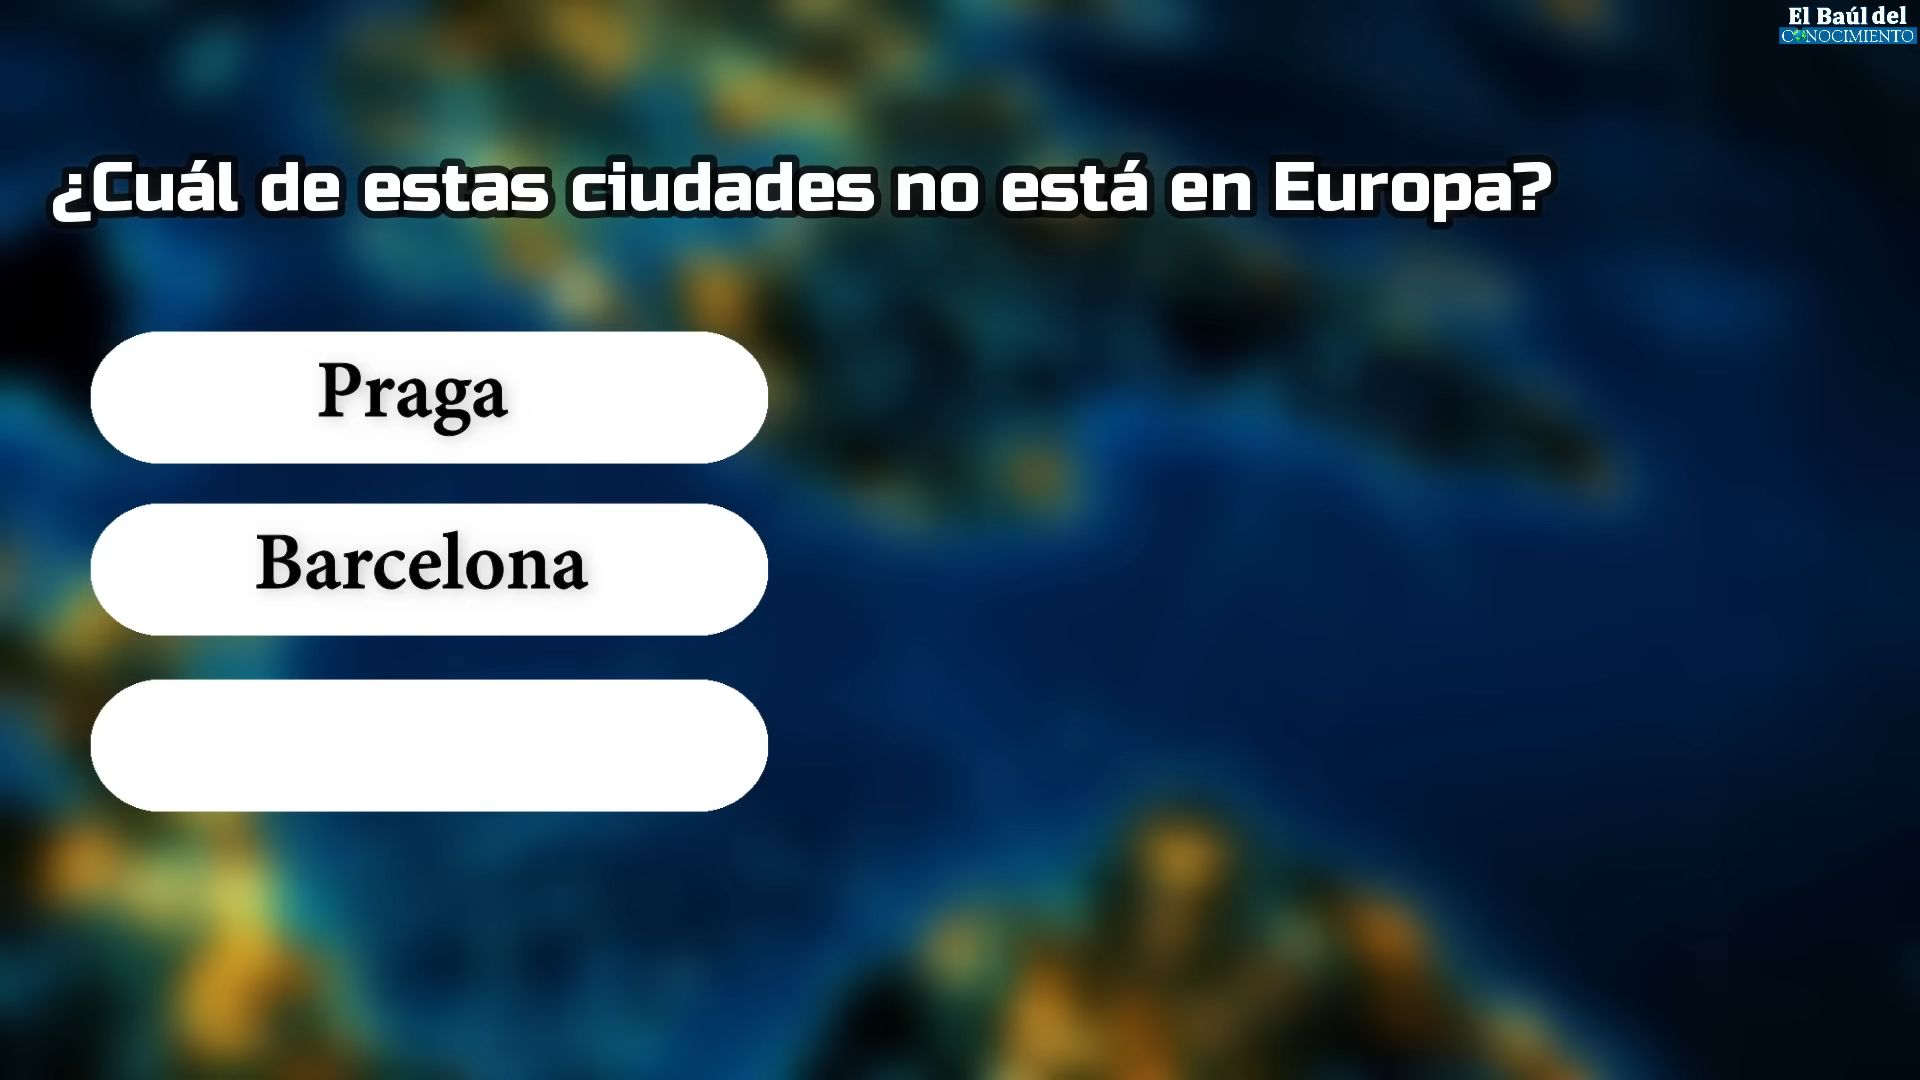 El Baúl del
CONOCIMIENTO
¿Cuál de estas ciudades no está en Europa?
Praga
Barcelona